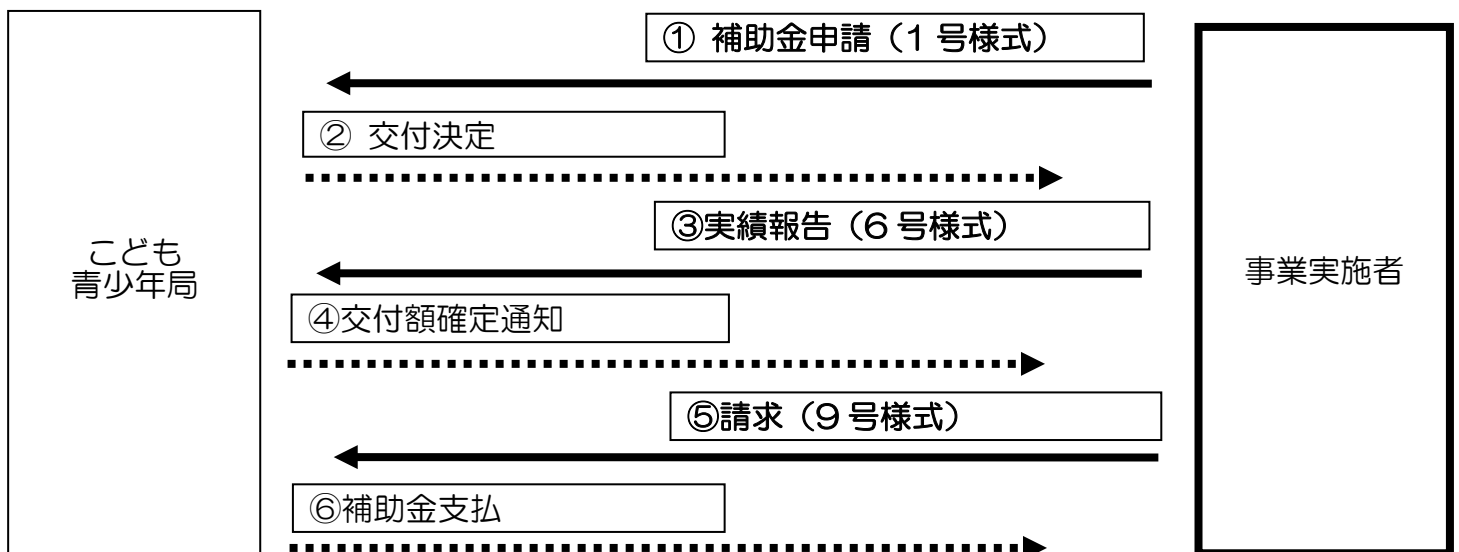 ① 補助金申請（1号様式）
② 交付決定
③実績報告（6号様式）
こども
青少年局
事業実施者
④交付額確定通知
⑤請求（9号様式）
⑥補助金支払